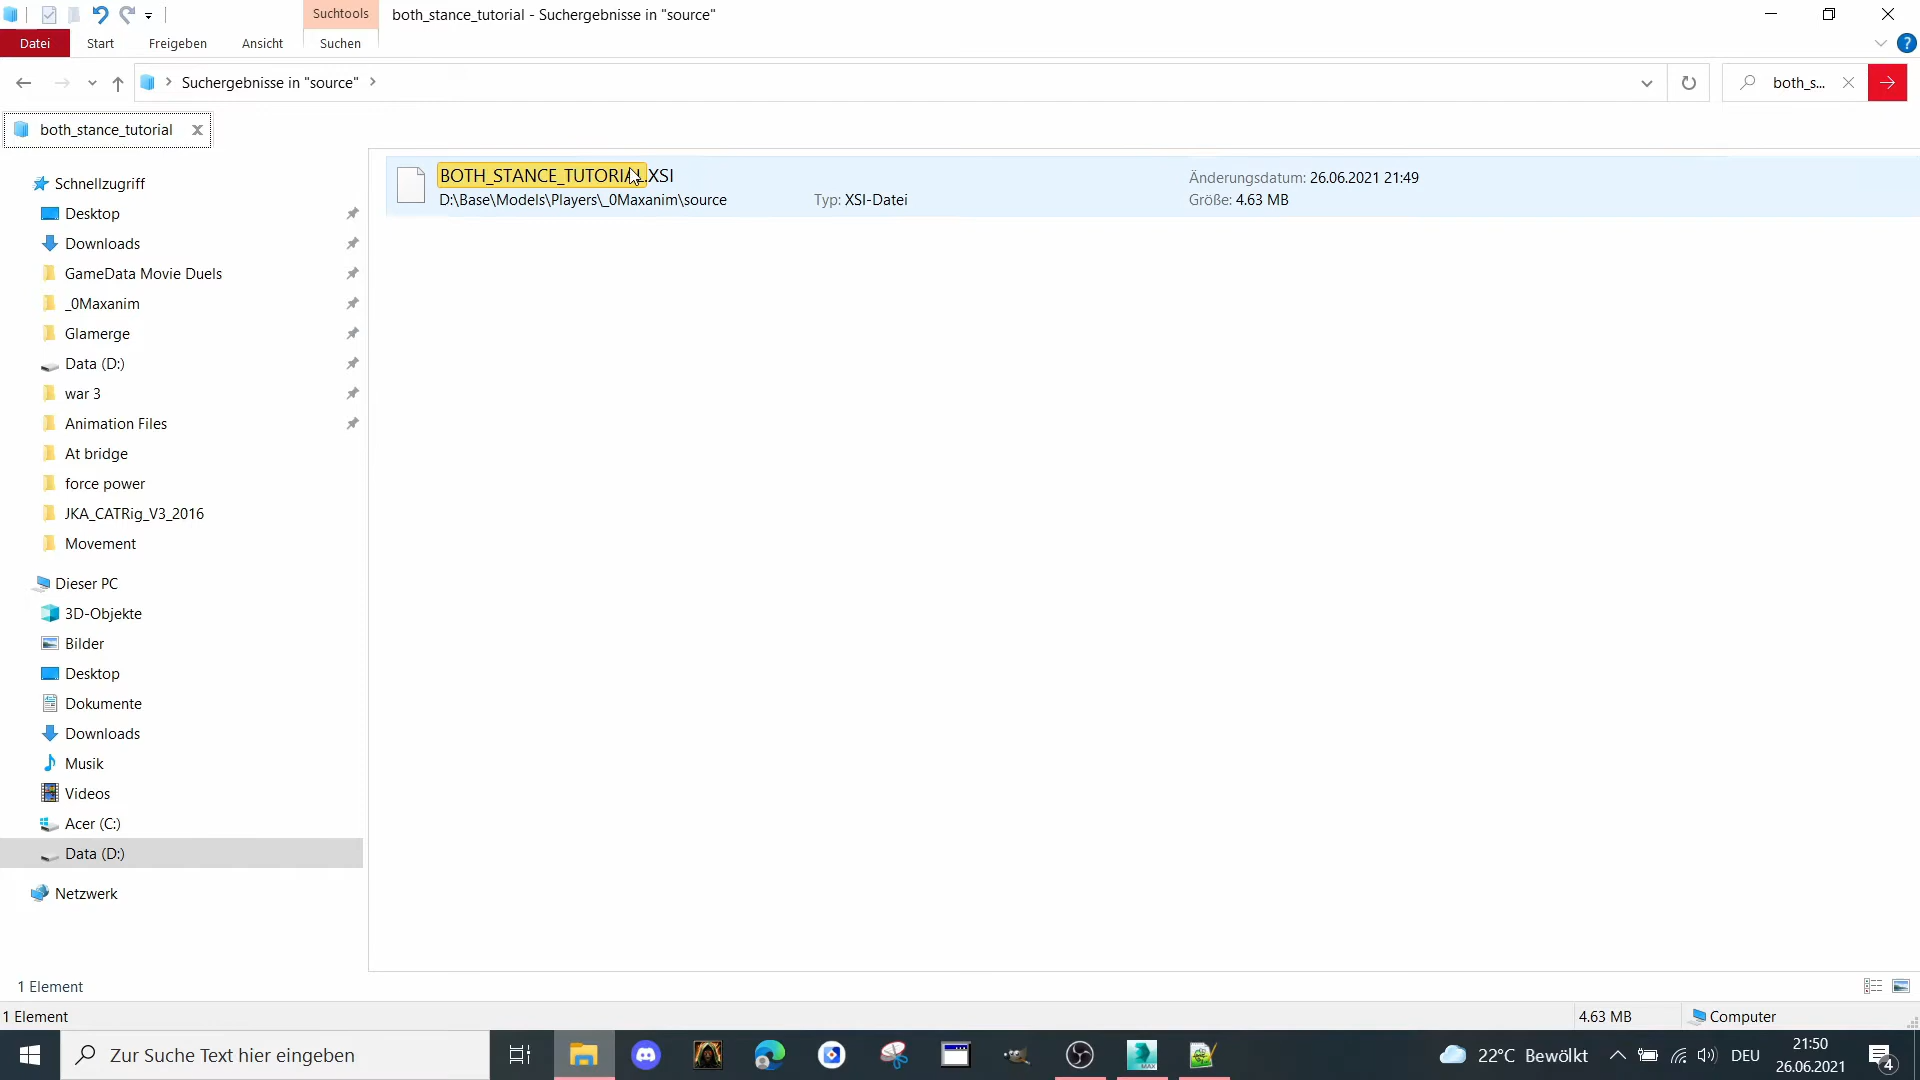 Suchtools
both_stance_tutorial - Suchergebnisse in "source"
Datei
Start
Freigeben
Ansicht
Suchen
Suchergebnisse in "source"
both_s...
both_stance_tutorial
Schnellzugriff
Desktop
Downloads
GameData Movie Duels
_0Maxanim
Glamerge
Data (D:)
war 3
Animation Files
At bridge
force power
JKA_CATRig_V3_2016
Movement
Dieser PC
3D-Objekte
Bilder
Desktop
Dokumente
Downloads
Musik
Videos
Acer (C:)
Data (D:)
Netzwerk
BOTH_STANCE_TUTORIAL.XSI
D:\Base\Models\Players\_0Maxanim\source
Typ: XSI-Datei
Änderungsdatum: 26.06.2021 21:49
Größe: 4.63 MB
1 Element
1 Element
4.63 MB
Computer
Zur Suche Text hier eingeben
MAX
22°C Bewölkt
DEU
21:50
26.06.2021
4